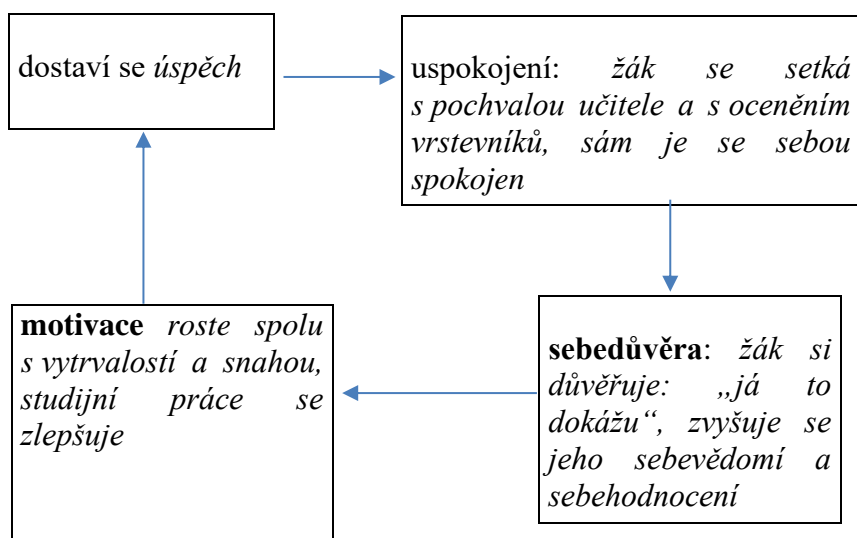 dostaví se úspěch
uspokojení: žák se setká
s pochvalou učitele a s oceněním
vrstevníků, sám je se sebou
spokojen
motivace roste spolu
s vytrvalostí a snahou,
studijní práce se
zlepšuje
sebedůvěra: žák si
důvěřuje: „já to
dokážu“, zvyšuje se
jeho sebevědomí a
sebehodnocení